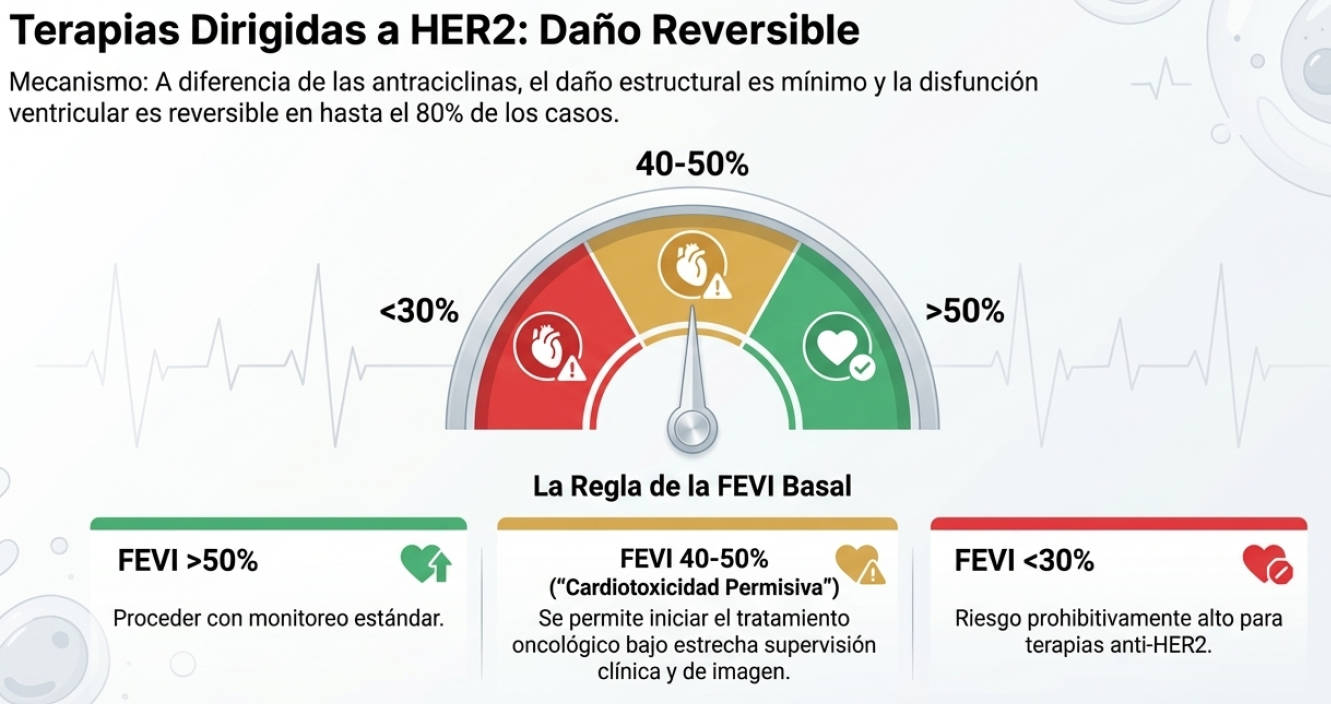 Terapias Dirigidas a HER2: Daño Reversible
Mecanismo: A diferencia de las antraciclinas, el daño estructural es mínimo y la disfunción
ventricular es reversible en hasta el 80% de los casos.
40-50%
<30%
>50%
La Regla de la FEVI Basal
FEVI >50%
Proceder con monitoreo estándar.
FEVI 40-50%
(“Cardiotoxicidad Permisiva”)
Se permite iniciar el tratamiento
oncológico bajo estrecha supervisión
clínica y de imagen.
FEVI <30%
Riesgo prohibitivamente alto para
terapias anti-HER2.